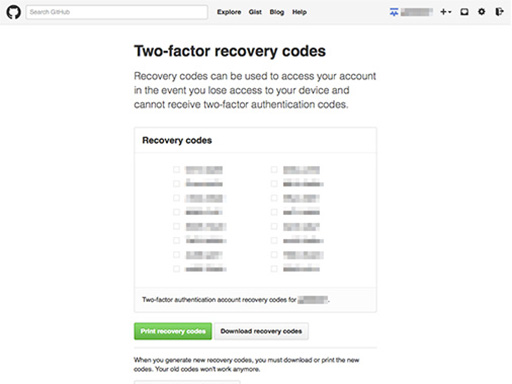 Search GitHub
Explore Gist Blog Help
Two-factor recovery codes
Recovery codes can be used to access your account
in the event you lose access to your device and
cannot receive two-factor authentication codes.
Recovery codes
Two-factor authentication account recovery codes for
Print recovery codes Download recovery codes
When you generate new recovery codes, you must download or print the new
codes. Your old codes won't work anymore.